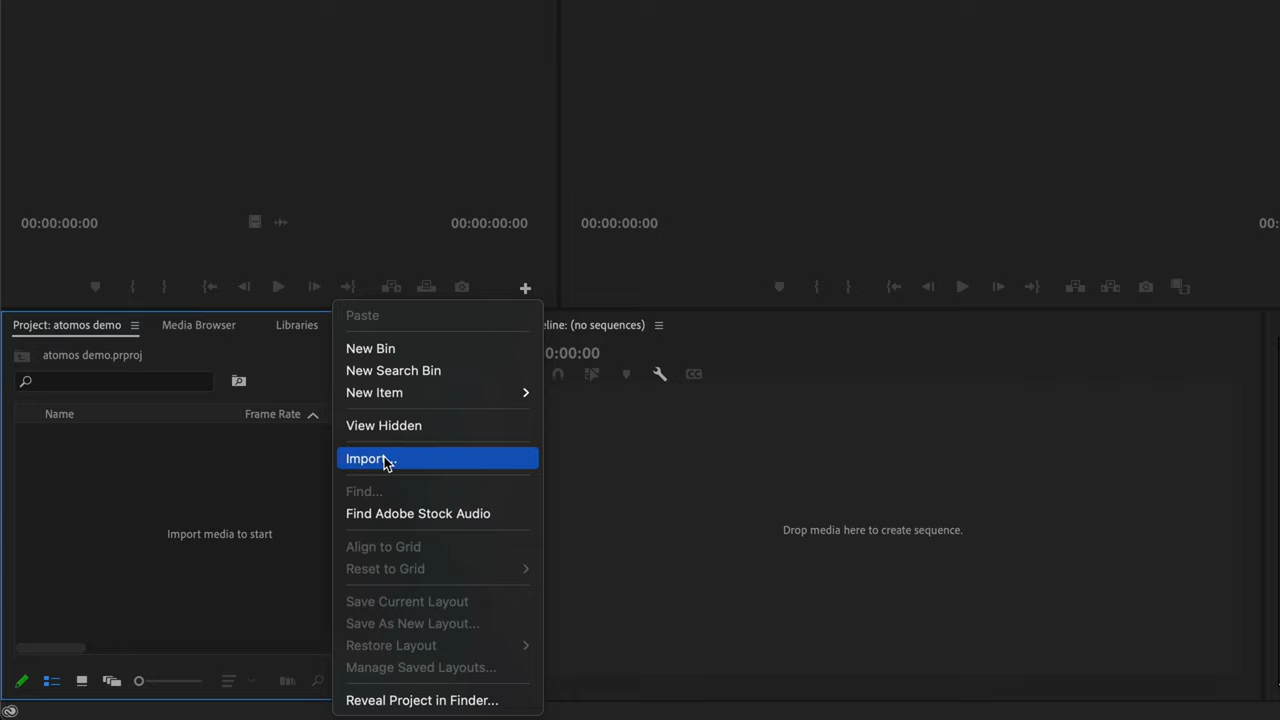 00:00:00:00
00:00:00:00
00:00:00:00
00:
Project: atomos demo
Media Browser
Libraries
eline: (no sequences)
atomos demo.prproj
0:00:00
Name
Frame Rate
Import media to start
Drop media here to create sequence.
Paste
New Bin
New Search Bin
New Item
View Hidden
Import...
Find...
Find Adobe Stock Audio
Align to Grid
Reset to Grid
Save Current Layout
Save As New Layout...
Restore Layout
Manage Saved Layouts...
Reveal Project in Finder...